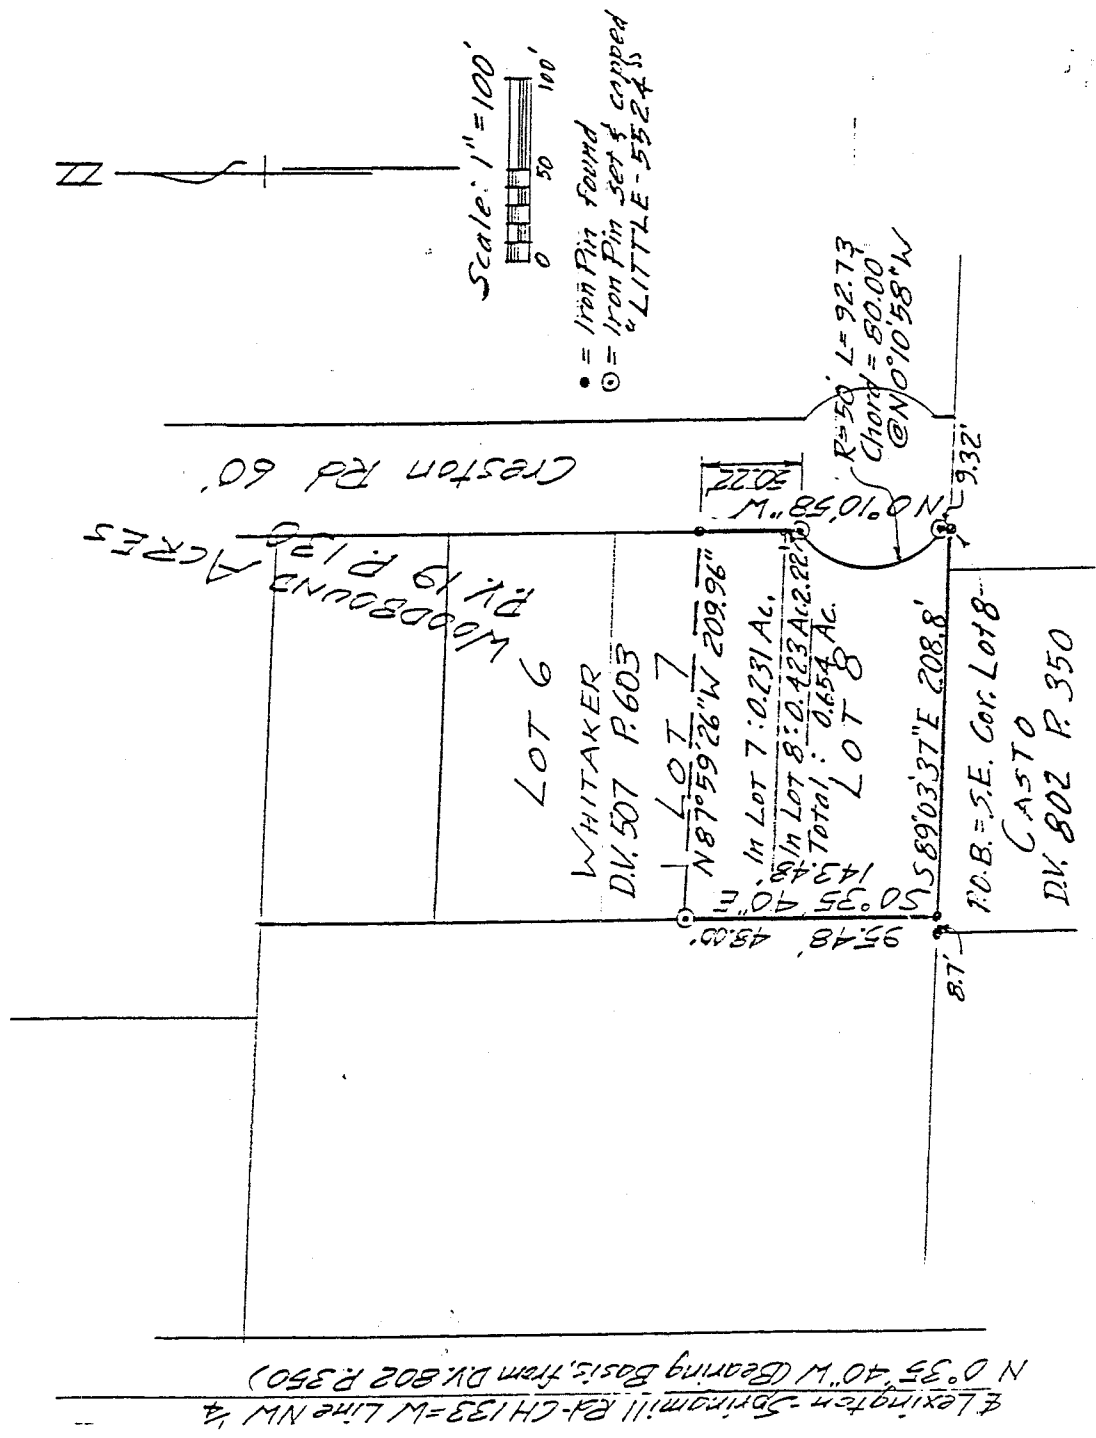 N
Scale: 1" = 100'
0 50 100'
• = Iron Pin found
⊙ = Iron Pin set & capped
"LITTLE-5524"
Creston Rd 60'
WOODBOUND ACRES
P.V. 19 P. 136
LOT 6
WHITAKER
D.V. 507 P. 603
LOT 7
N87°59'26"W 209.96"
30.22'
N0°10'58"W
R=50' L=92.73
Chord = 80.00'
@N0°10'58"W
In Lot 7: 0.231 Ac.
In Lot 8: 0.423 Ac.
2.22'
Total: 0.654 Ac.
LOT 8
S0°35'40"E
143.48'
95.48' 48.00'
S89°03'37"E 208.8'
9.32'
8.7'
P.O.B. = S.E. Cor. Lot 8
CASTO
D.V. 802 P. 350
N 0°35'40"W (Bearing Basis, from D.V. 802 P. 350)
℄ Lexington-Springmill Rd-CH 133 = W Line NW ¼